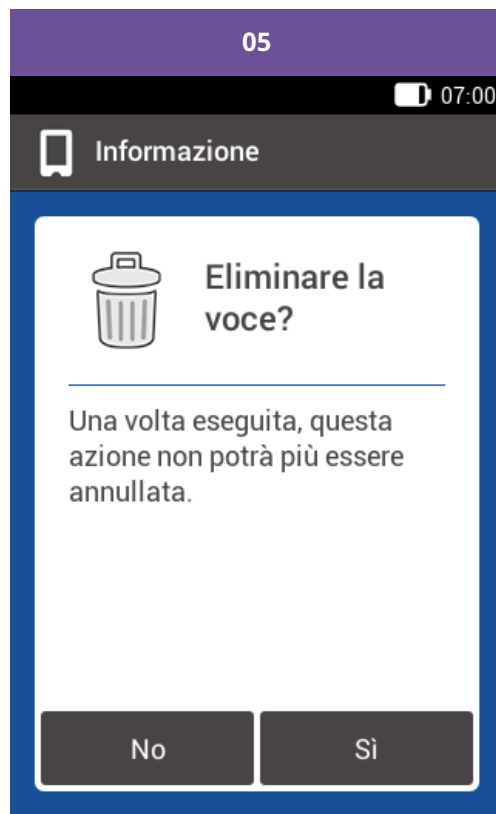 05
07:00
Informazione
Eliminare la
voce?
Una volta eseguita, questa
azione non potrà più essere
annullata.
No
Sì